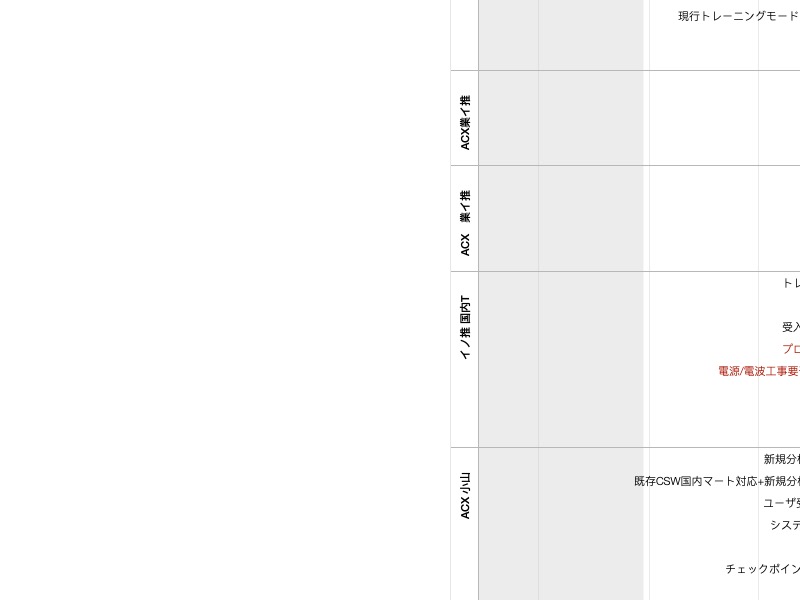 現行トレーニングモード
ACX業イ推
ACX　業イ推
イノ推 国内T
トレ
受入
プロ
電源/電波工事要
ACX 小山
新規分
既存CSW国内マート対応+新規分
ユーザ
システ
チェックポイン